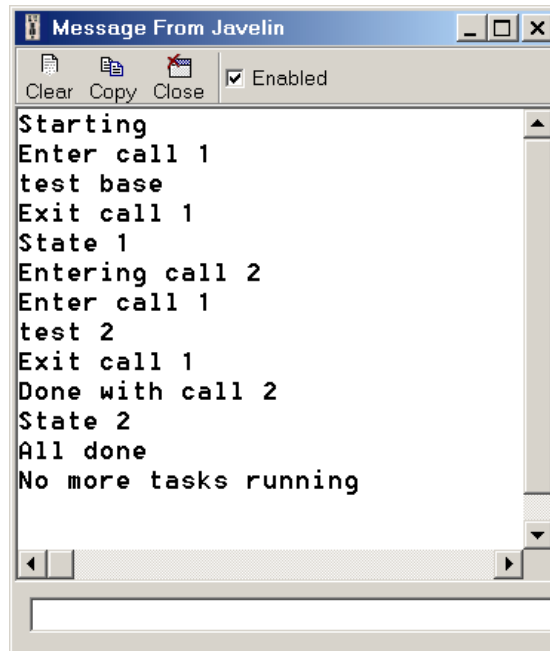 Message From Javelin
Clear Copy Close Enabled
Starting
Enter call 1
test base
Exit call 1
State 1
Entering call 2
Enter call 1
test 2
Exit call 1
Done with call 2
State 2
All done
No more tasks running